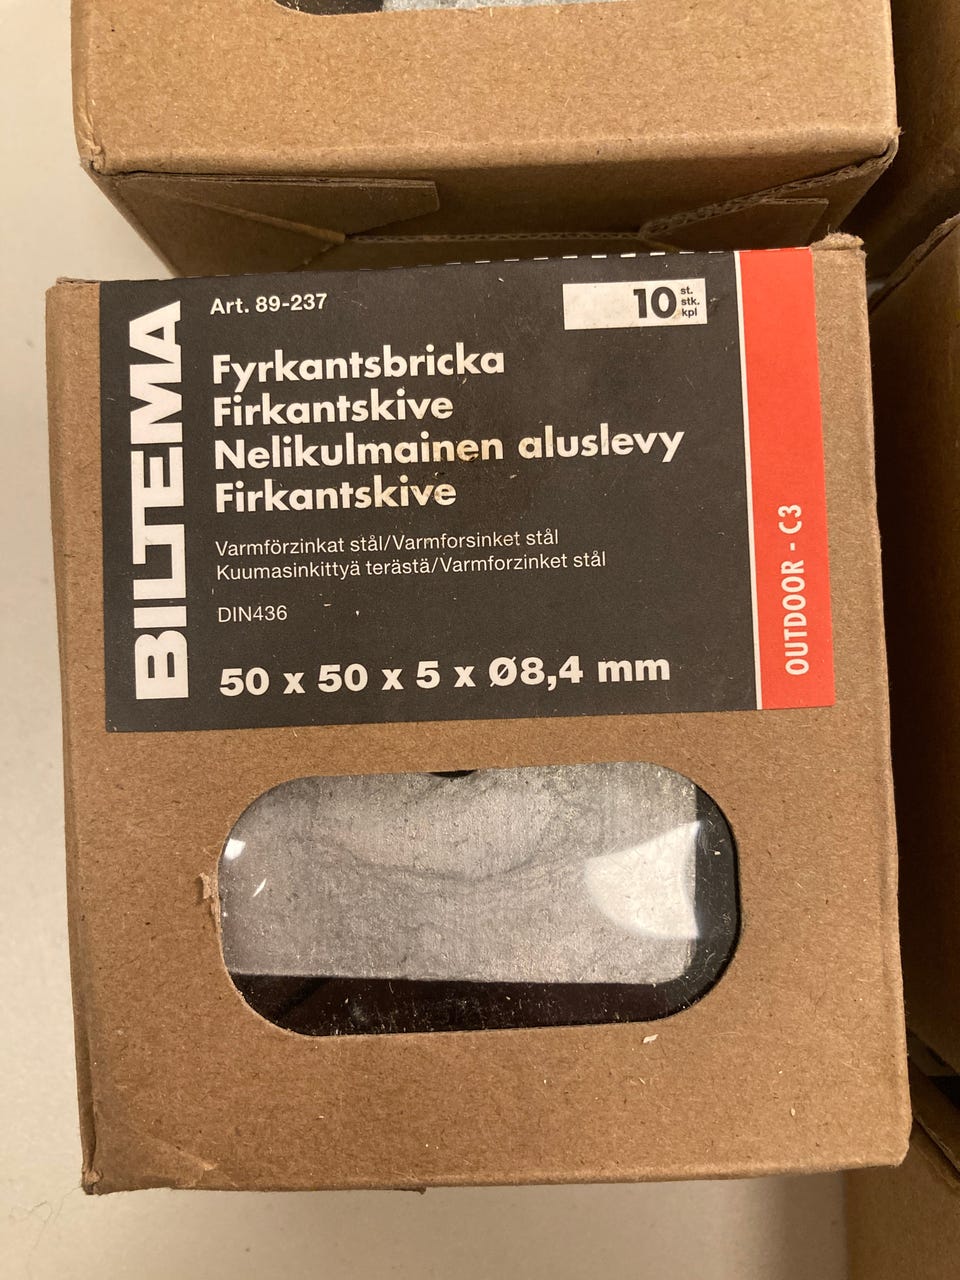 BILTEMA
Art. 89-237
10 st.
stk.
kpl
Fyrkantsbricka
Firkantskive
Nelikulmainen aluslevy
Firkantskive
Varmförzinkat stål/Varmforsinket stål
Kuumasinkittyä terästä/Varmforzinket stål
DIN436
50 x 50 x 5 x Ø8,4 mm
OUTDOOR - C3